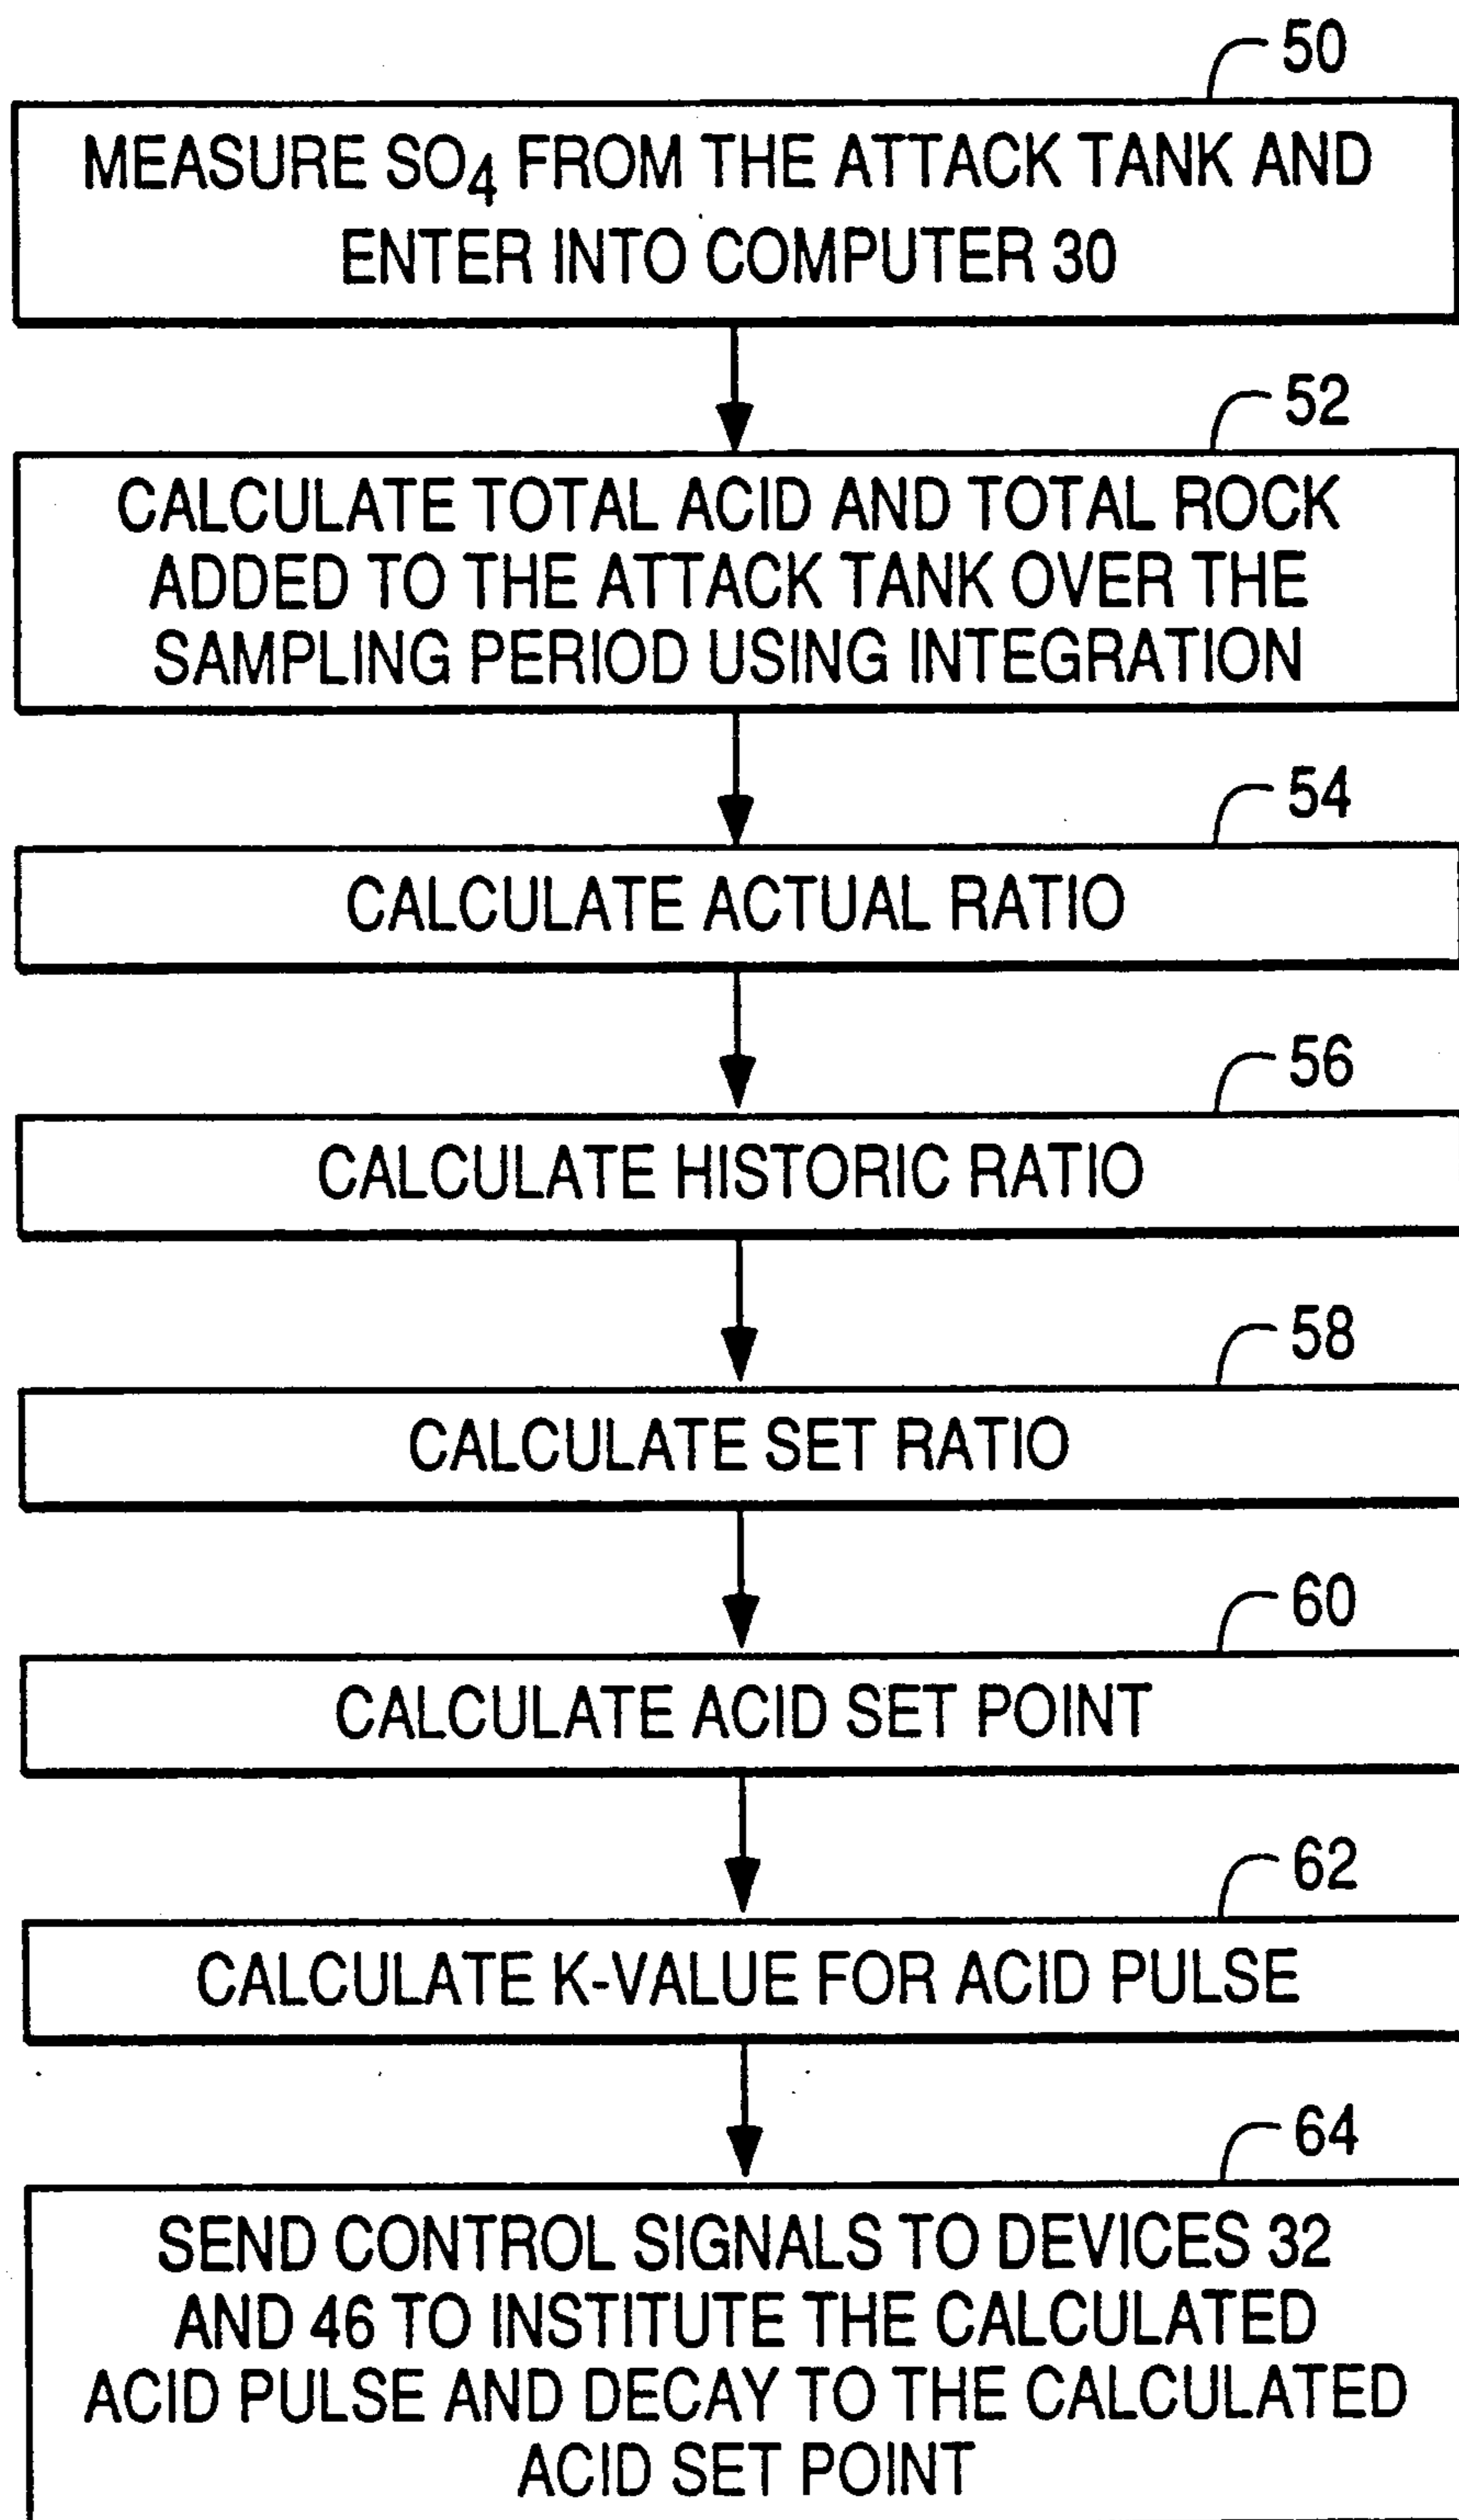 50
MEASURE SO4 FROM THE ATTACK TANK AND
ENTER INTO COMPUTER 30
52
CALCULATE TOTAL ACID AND TOTAL ROCK
ADDED TO THE ATTACK TANK OVER THE
SAMPLING PERIOD USING INTEGRATION
54
CALCULATE ACTUAL RATIO
56
CALCULATE HISTORIC RATIO
58
CALCULATE SET RATIO
60
CALCULATE ACID SET POINT
62
CALCULATE K-VALUE FOR ACID PULSE
64
SEND CONTROL SIGNALS TO DEVICES 32
AND 46 TO INSTITUTE THE CALCULATED
ACID PULSE AND DECAY TO THE CALCULATED
ACID SET POINT